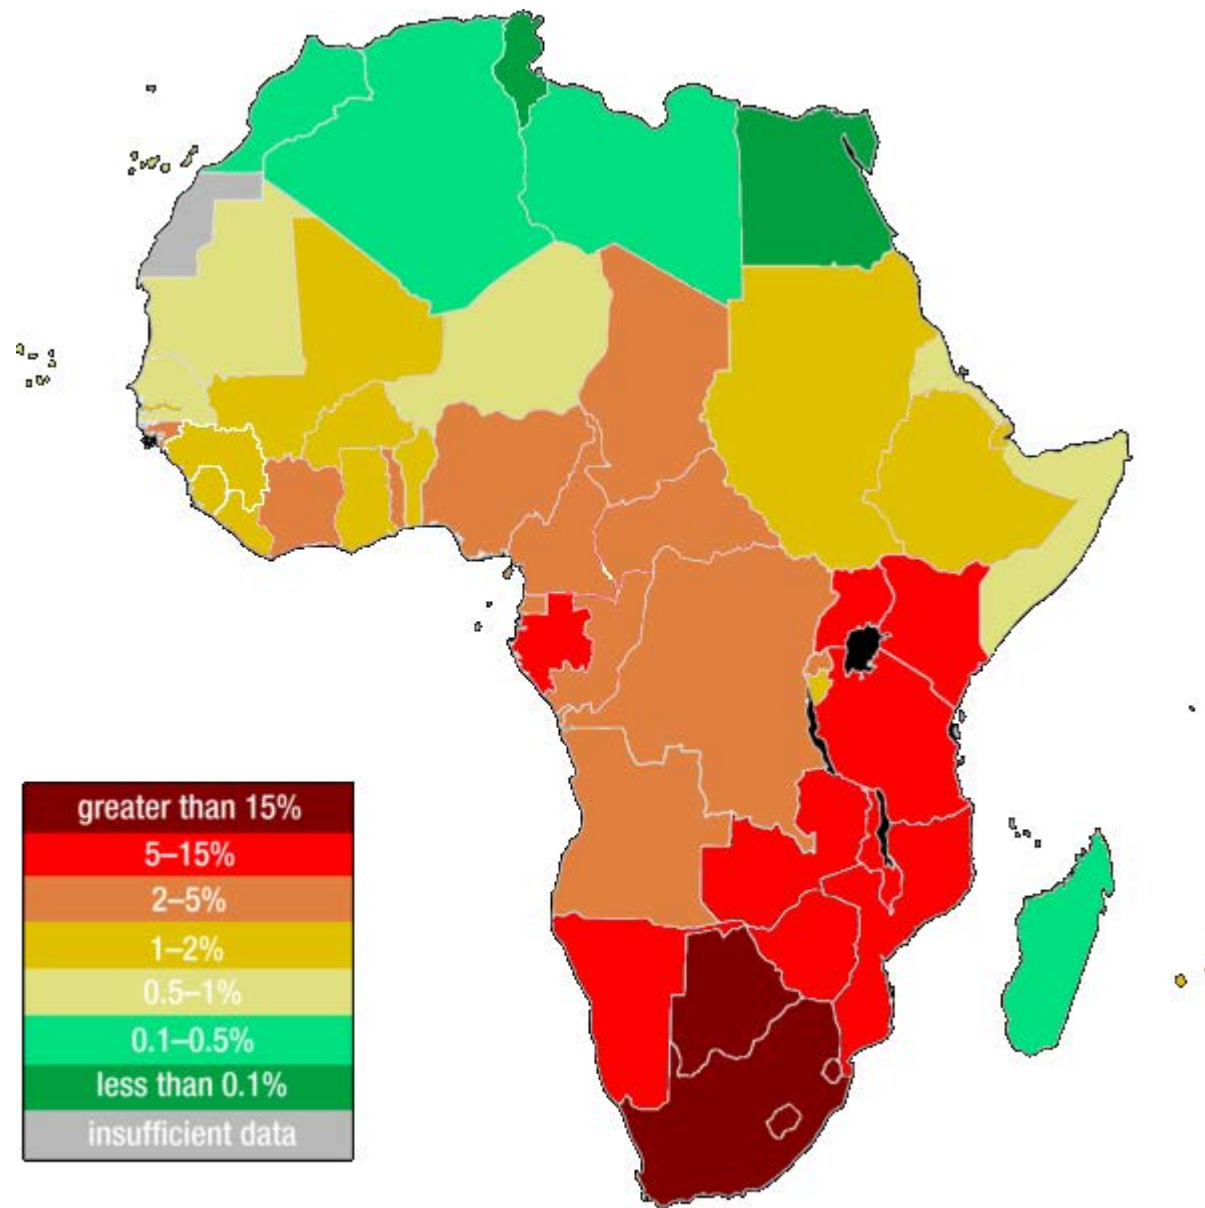 greater than 15%
5–15%
2–5%
1–2%
0.5–1%
0.1–0.5%
less than 0.1%
insufficient data